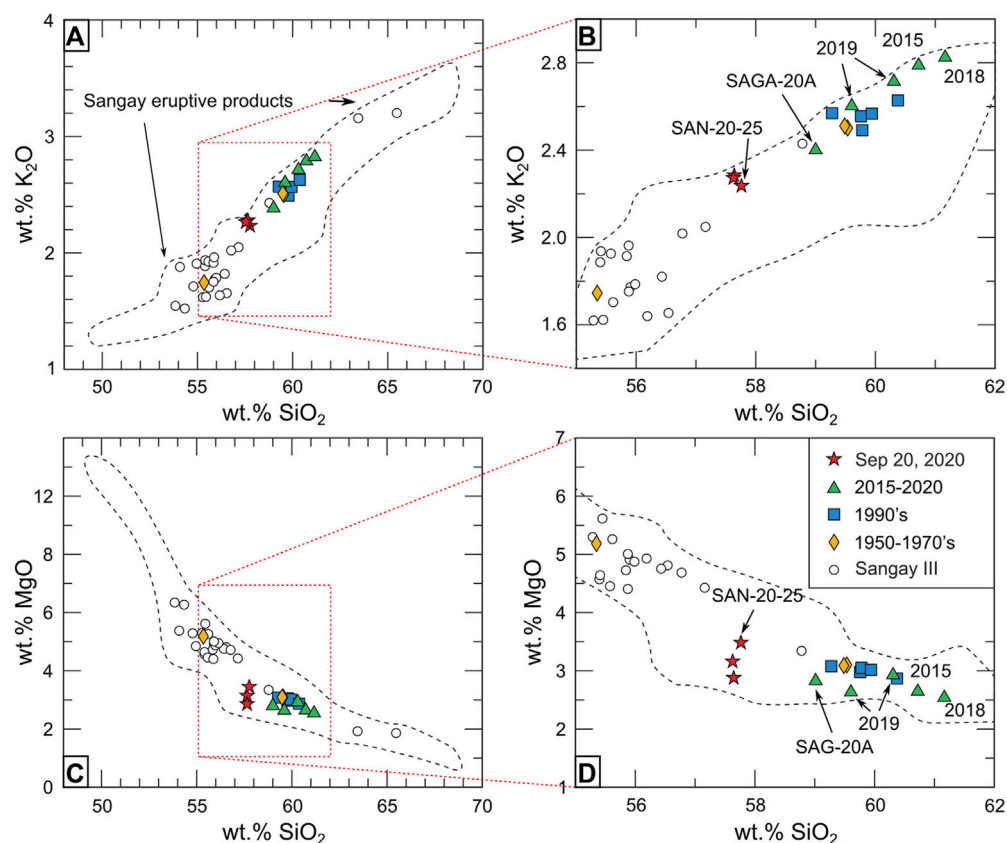 A
Sangay eruptive products
wt.% K2O
4
3
2
1
50
55
60
65
70
wt.% SiO2
B
2019
2015
2018
SAGA-20A
SAN-20-25
wt.% K2O
2.8
2.4
2.0
1.6
56
58
60
62
wt.% SiO2
C
wt.% MgO
12
10
8
6
4
2
0
50
55
60
65
70
wt.% SiO2
D
wt.% MgO
7
6
5
4
3
2
1
SAN-20-25
SAG-20A
2019
2015
2018
56
58
60
62
wt.% SiO2
Sep 20, 2020
2015-2020
1990's
1950-1970's
Sangay III